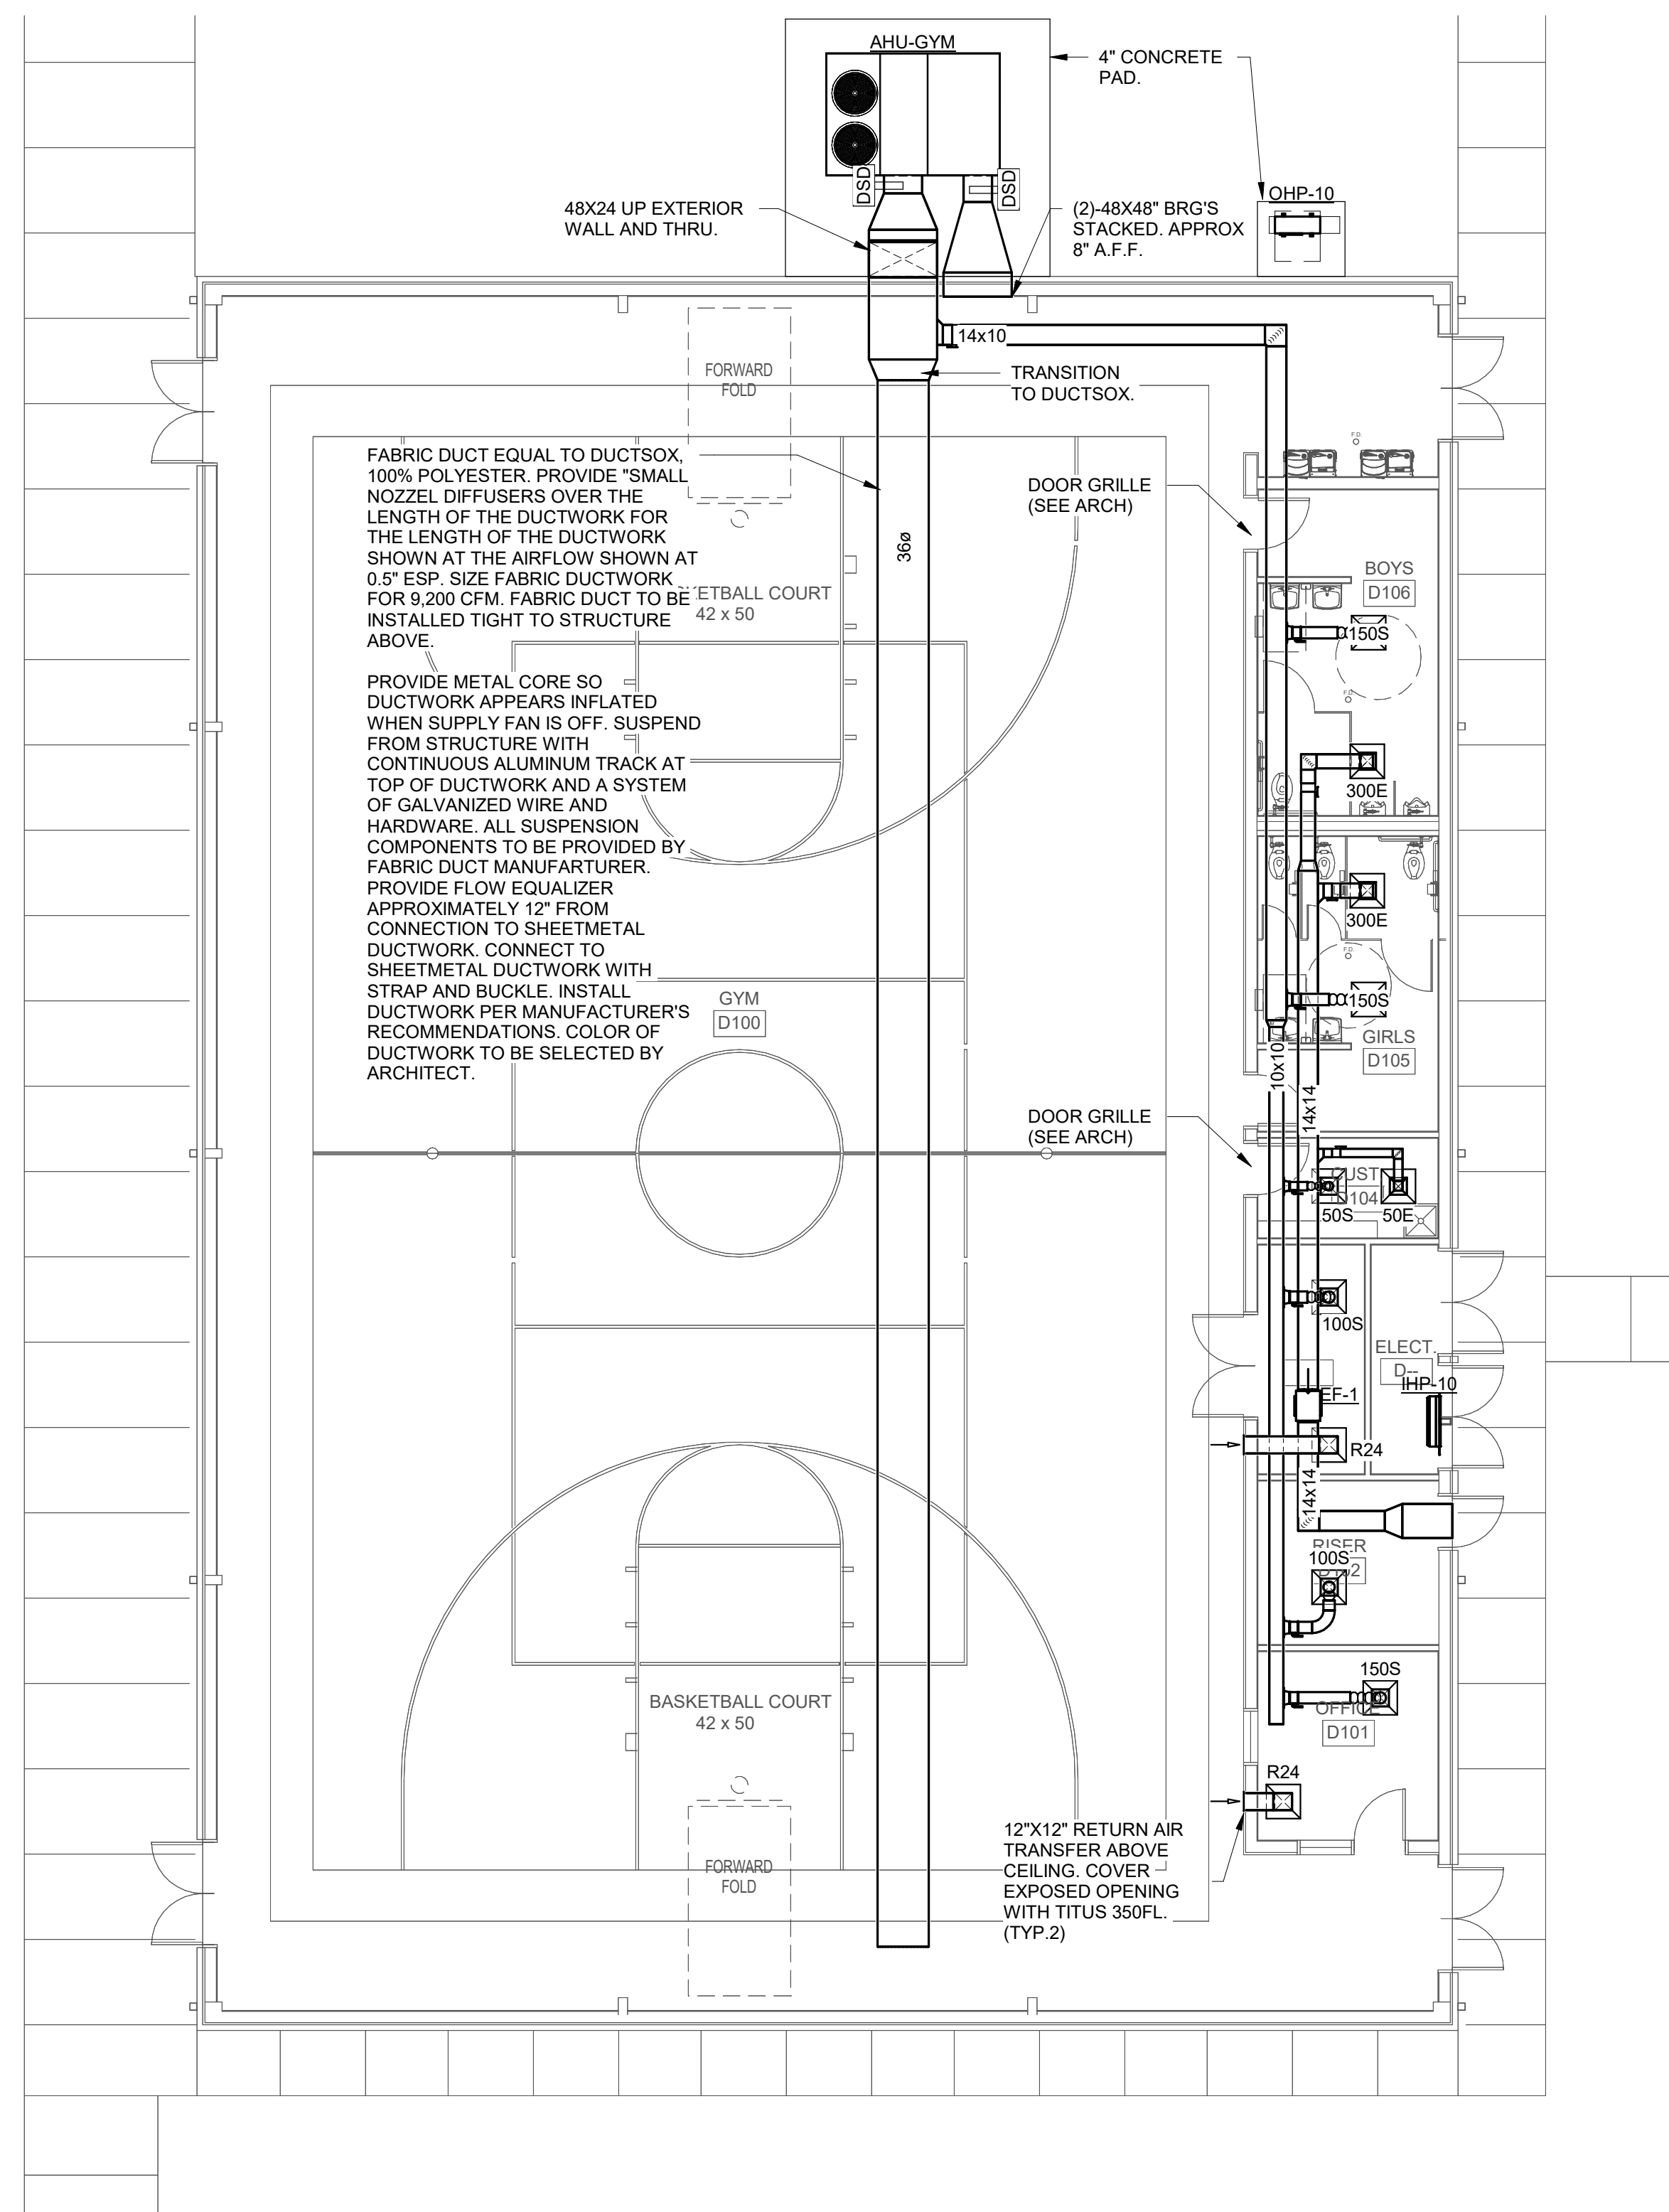 AHU-GYM
4" CONCRETE
PAD.
DSD
DSD
48X24 UP EXTERIOR
WALL AND THRU.
(2)-48X48" BRG'S
STACKED. APPROX
8" A.F.F.
OHP-10
14x10
TRANSITION
TO DUCTSOX.
FORWARD
FOLD
FABRIC DUCT EQUAL TO DUCTSOX,
100% POLYESTER. PROVIDE "SMALL
NOZZEL DIFFUSERS OVER THE
LENGTH OF THE DUCTWORK FOR
THE LENGTH OF THE DUCTWORK
SHOWN AT THE AIRFLOW SHOWN AT
0.5" ESP. SIZE FABRIC DUCTWORK
FOR 9,200 CFM. FABRIC DUCT TO BE
INSTALLED TIGHT TO STRUCTURE
ABOVE.
PROVIDE METAL CORE SO
DUCTWORK APPEARS INFLATED
WHEN SUPPLY FAN IS OFF. SUSPEND
FROM STRUCTURE WITH
CONTINUOUS ALUMINUM TRACK AT
TOP OF DUCTWORK AND A SYSTEM
OF GALVANIZED WIRE AND
HARDWARE. ALL SUSPENSION
COMPONENTS TO BE PROVIDED BY
FABRIC DUCT MANUFARTURER.
PROVIDE FLOW EQUALIZER
APPROXIMATELY 12" FROM
CONNECTION TO SHEETMETAL
DUCTWORK. CONNECT TO
SHEETMETAL DUCTWORK WITH
STRAP AND BUCKLE. INSTALL
DUCTWORK PER MANUFACTURER'S
RECOMMENDATIONS. COLOR OF
DUCTWORK TO BE SELECTED BY
ARCHITECT.
COURT
42 x 50
36ø
F.D.
DOOR GRILLE
(SEE ARCH)
BOYS
D106
150S
F.D.
300E
300E
F.D.
150S
GIRLS
D105
10x10
14x14
GYM
D100
DOOR GRILLE
(SEE ARCH)
50S
50E
100S
ELECT.
D--
IHP-10
EF-1
R24
14x14
RISER
100S
150S
OFFICE
D101
R24
BASKETBALL COURT
42 x 50
FORWARD
FOLD
12"X12" RETURN AIR
TRANSFER ABOVE
CEILING. COVER
EXPOSED OPENING
WITH TITUS 350FL.
(TYP.2)